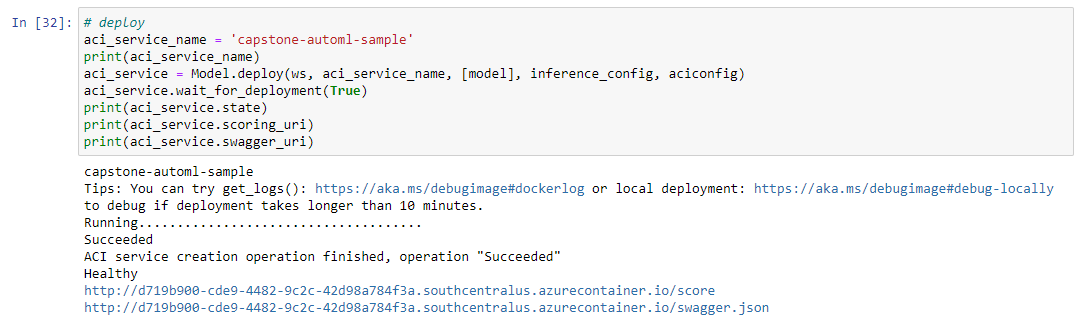 In [32]: # deploy
aci_service_name = 'capstone-automl-sample'
print(aci_service_name)
aci_service = Model.deploy(ws, aci_service_name, [model], inference_config, aciconfig)
aci_service.wait_for_deployment(True)
print(aci_service.state)
print(aci_service.scoring_uri)
print(aci_service.swagger_uri)
capstone-automl-sample
Tips: You can try get_logs(): https://aka.ms/debugimage#dockerlog or local deployment: https://aka.ms/debugimage#debug-locally
to debug if deployment takes longer than 10 minutes.
Running.....................................
Succeeded
ACI service creation operation finished, operation "Succeeded"
Healthy
http://d719b900-cde9-4482-9c2c-42d98a784f3a.southcentralus.azurecontainer.io/score
http://d719b900-cde9-4482-9c2c-42d98a784f3a.southcentralus.azurecontainer.io/swagger.json